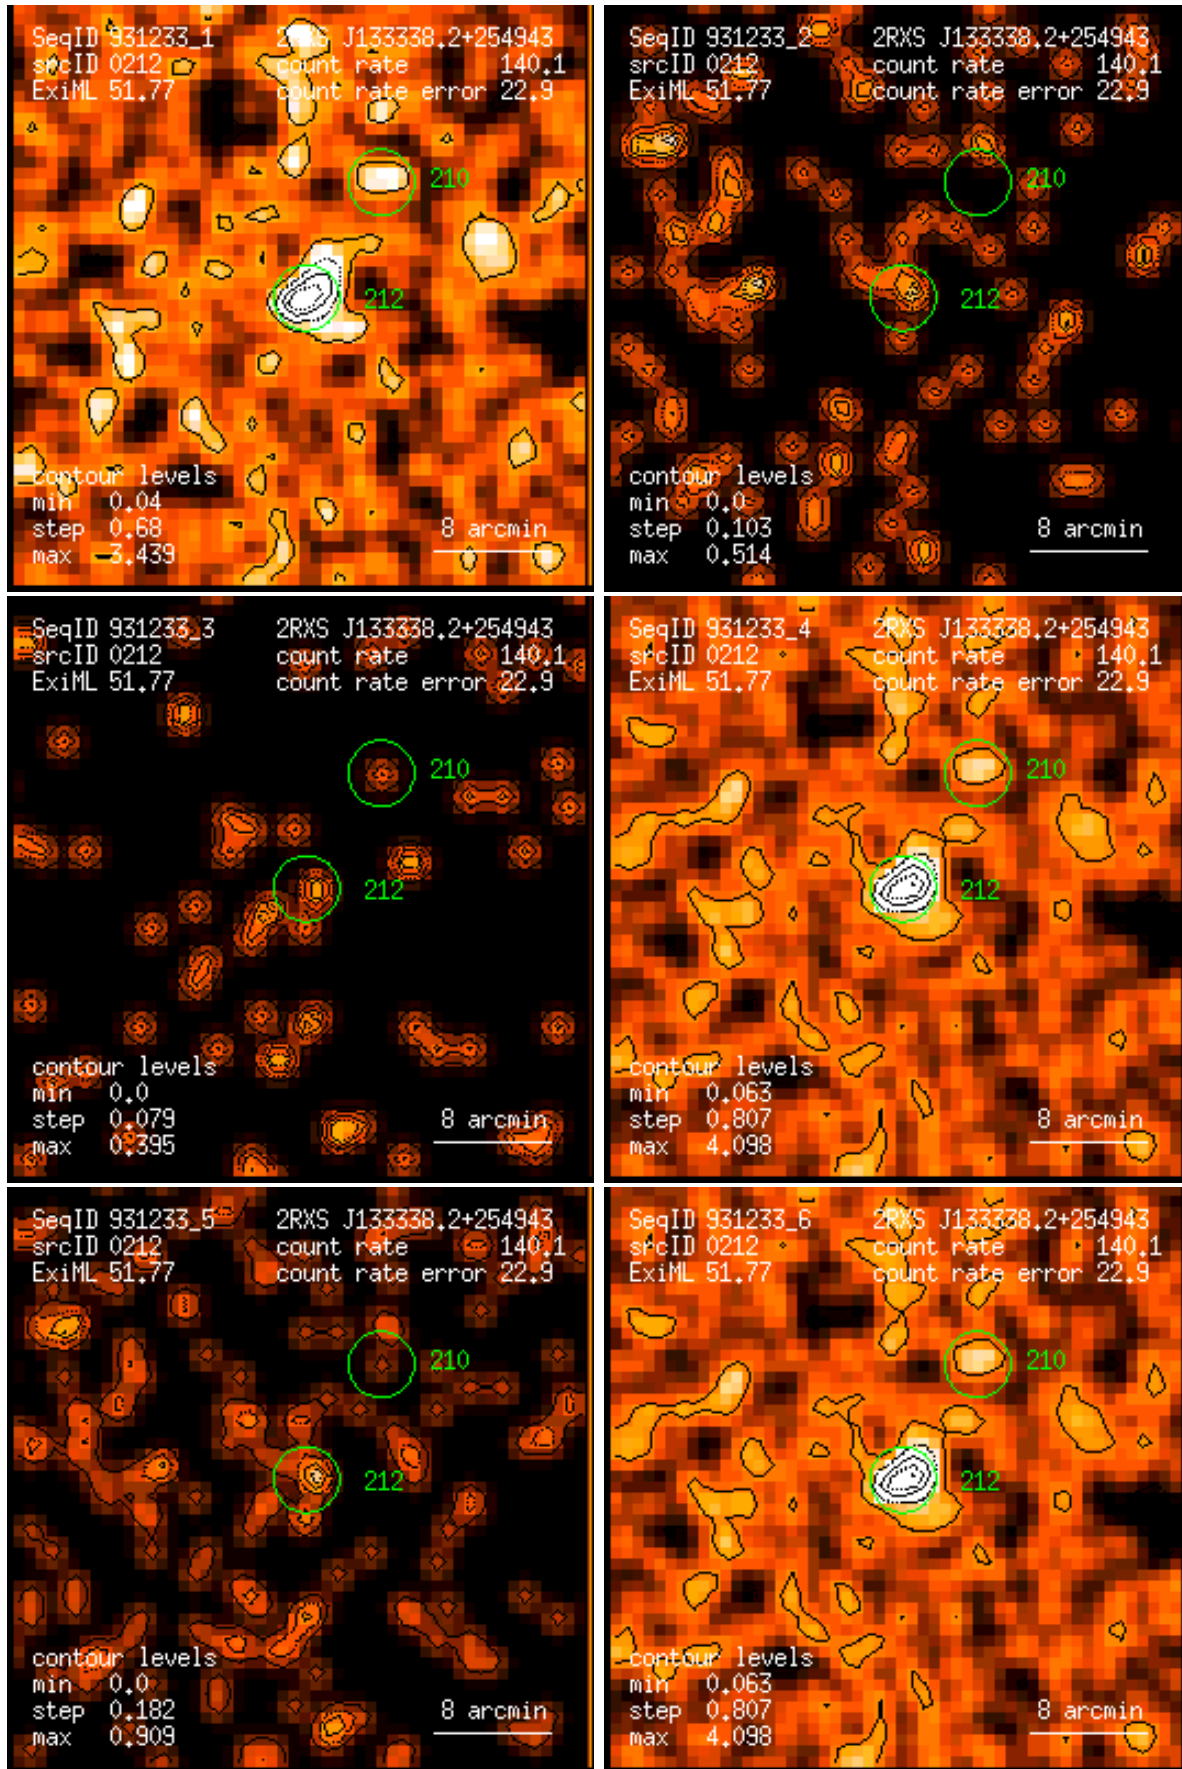 SeqID 931233_1 2RXS J133338.2+254943
srcID 0212 count rate 140.1
ExiML 51.77 count rate error 22.9
210
212
contour levels
min 0.04
step 0.68 8 arcmin
max 3.439
SeqID 931233_2 2RXS J133338.2+254943
srcID 0212 count rate 140.1
ExiML 51.77 count rate error 22.9
210
212
contour levels
min 0.0
step 0.103 8 arcmin
max 0.514
SeqID 931233_3 2RXS J133338.2+254943
srcID 0212 count rate 140.1
ExiML 51.77 count rate error 22.9
210
212
contour levels
min 0.0
step 0.079 8 arcmin
max 0.395
SeqID 931233_4 2RXS J133338.2+254943
srcID 0212 count rate 140.1
ExiML 51.77 count rate error 22.9
210
212
contour levels
min 0.063
step 0.807 8 arcmin
max 4.098
SeqID 931233_5 2RXS J133338.2+254943
srcID 0212 count rate 140.1
ExiML 51.77 count rate error 22.9
210
212
contour levels
min 0.0
step 0.182 8 arcmin
max 0.909
SeqID 931233_6 2RXS J133338.2+254943
srcID 0212 count rate 140.1
ExiML 51.77 count rate error 22.9
210
212
contour levels
min 0.063
step 0.807 8 arcmin
max 4.098